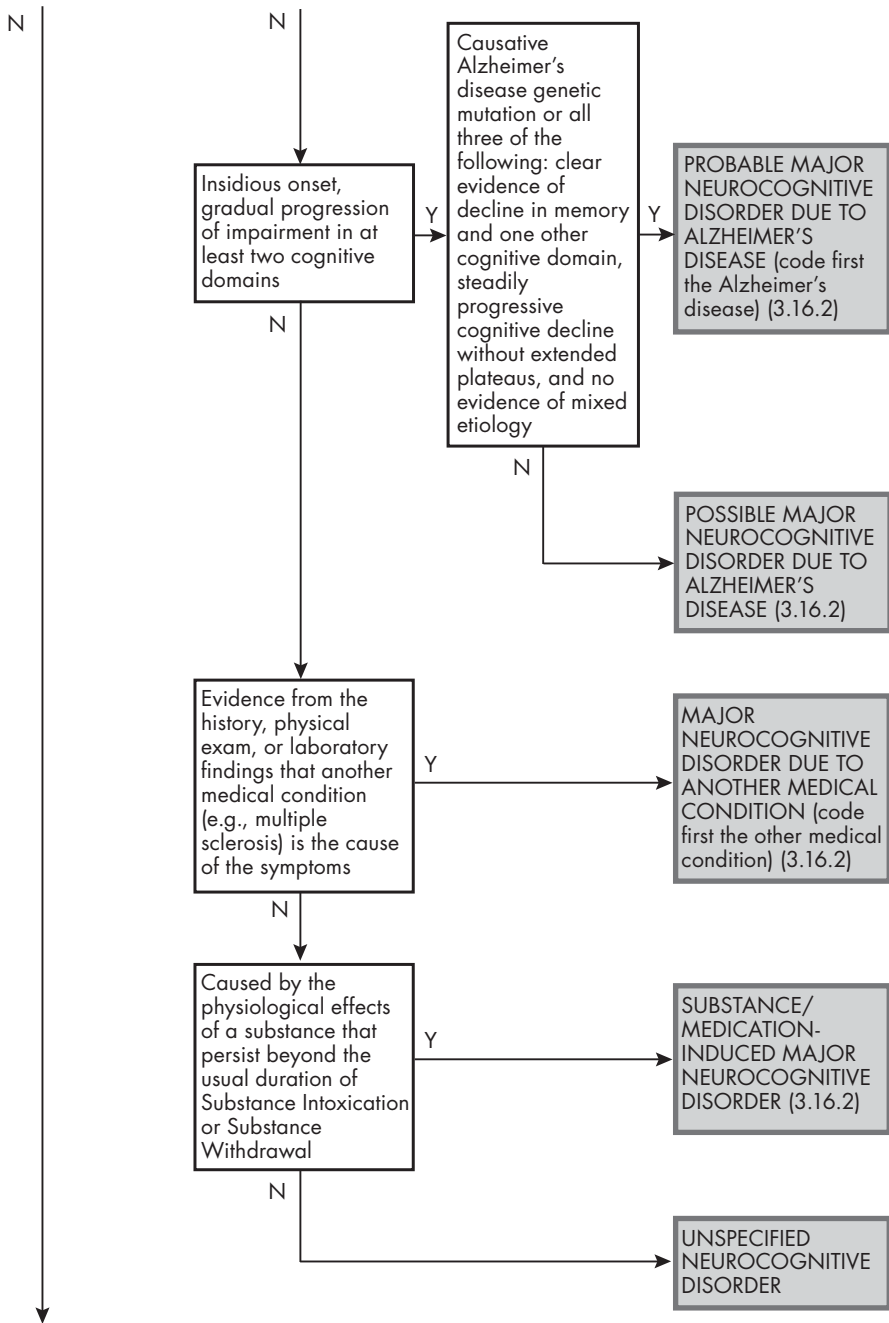 N
N
Causative
Alzheimer’s
disease genetic
mutation or all
three of the
following: clear
evidence of
decline in memory
and one other
cognitive domain,
steadily
progressive
cognitive decline
without extended
plateaus, and no
evidence of mixed
etiology
Insidious onset,
gradual progression
of impairment in at
least two cognitive
domains
Y
Y
PROBABLE MAJOR
NEUROCOGNITIVE
DISORDER DUE TO
ALZHEIMER’S
DISEASE (code first
the Alzheimer’s
disease) (3.16.2)
N
N
POSSIBLE MAJOR
NEUROCOGNITIVE
DISORDER DUE TO
ALZHEIMER’S
DISEASE (3.16.2)
Evidence from the
history, physical
exam, or laboratory
findings that another
medical condition
(e.g., multiple
sclerosis) is the cause
of the symptoms
Y
MAJOR
NEUROCOGNITIVE
DISORDER DUE TO
ANOTHER MEDICAL
CONDITION (code
first the other medical
condition) (3.16.2)
N
Caused by the
physiological effects
of a substance that
persist beyond the
usual duration of
Substance Intoxication
or Substance
Withdrawal
Y
SUBSTANCE/
MEDICATION-
INDUCED MAJOR
NEUROCOGNITIVE
DISORDER (3.16.2)
N
UNSPECIFIED
NEUROCOGNITIVE
DISORDER